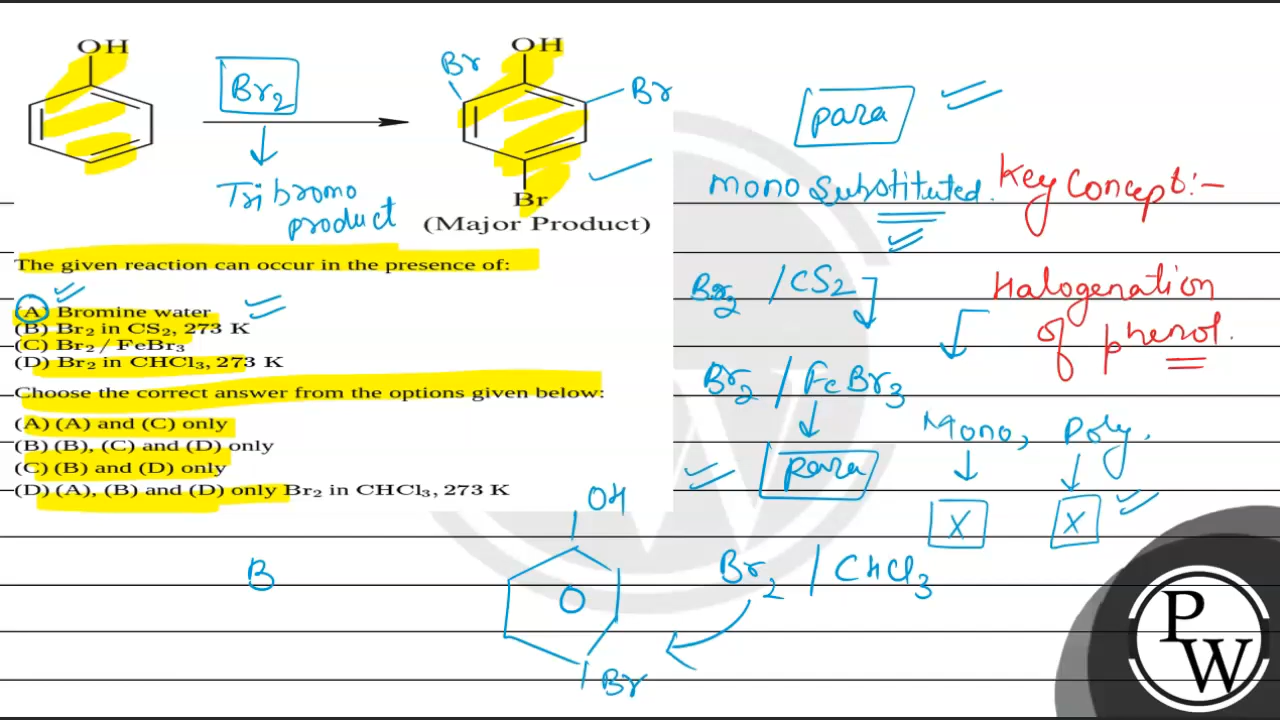 OH
Br2
Tribromo
product
OH
Br
Br
Br
(Major Product)
The given reaction can occur in the presence of:
(A) Bromine water
(B) Br2 in CS2, 273 K
(C) Br2 / FeBr3
(D) Br2 in CHCl3, 273 K
Choose the correct answer from the options given below:
(A) (A) and (C) only
(B) (B), (C) and (D) only
(C) (B) and (D) only
(D) (A), (B) and (D) only Br2 in CHCl3, 273 K
B
OH
Br
para
mono Substituted.
Br2 / CS2
Br2 / FeBr3
para
Br2 / CHCl3
Key Concept:-
Halogenation
of phenol.
Mono, Poly.
X X
PW